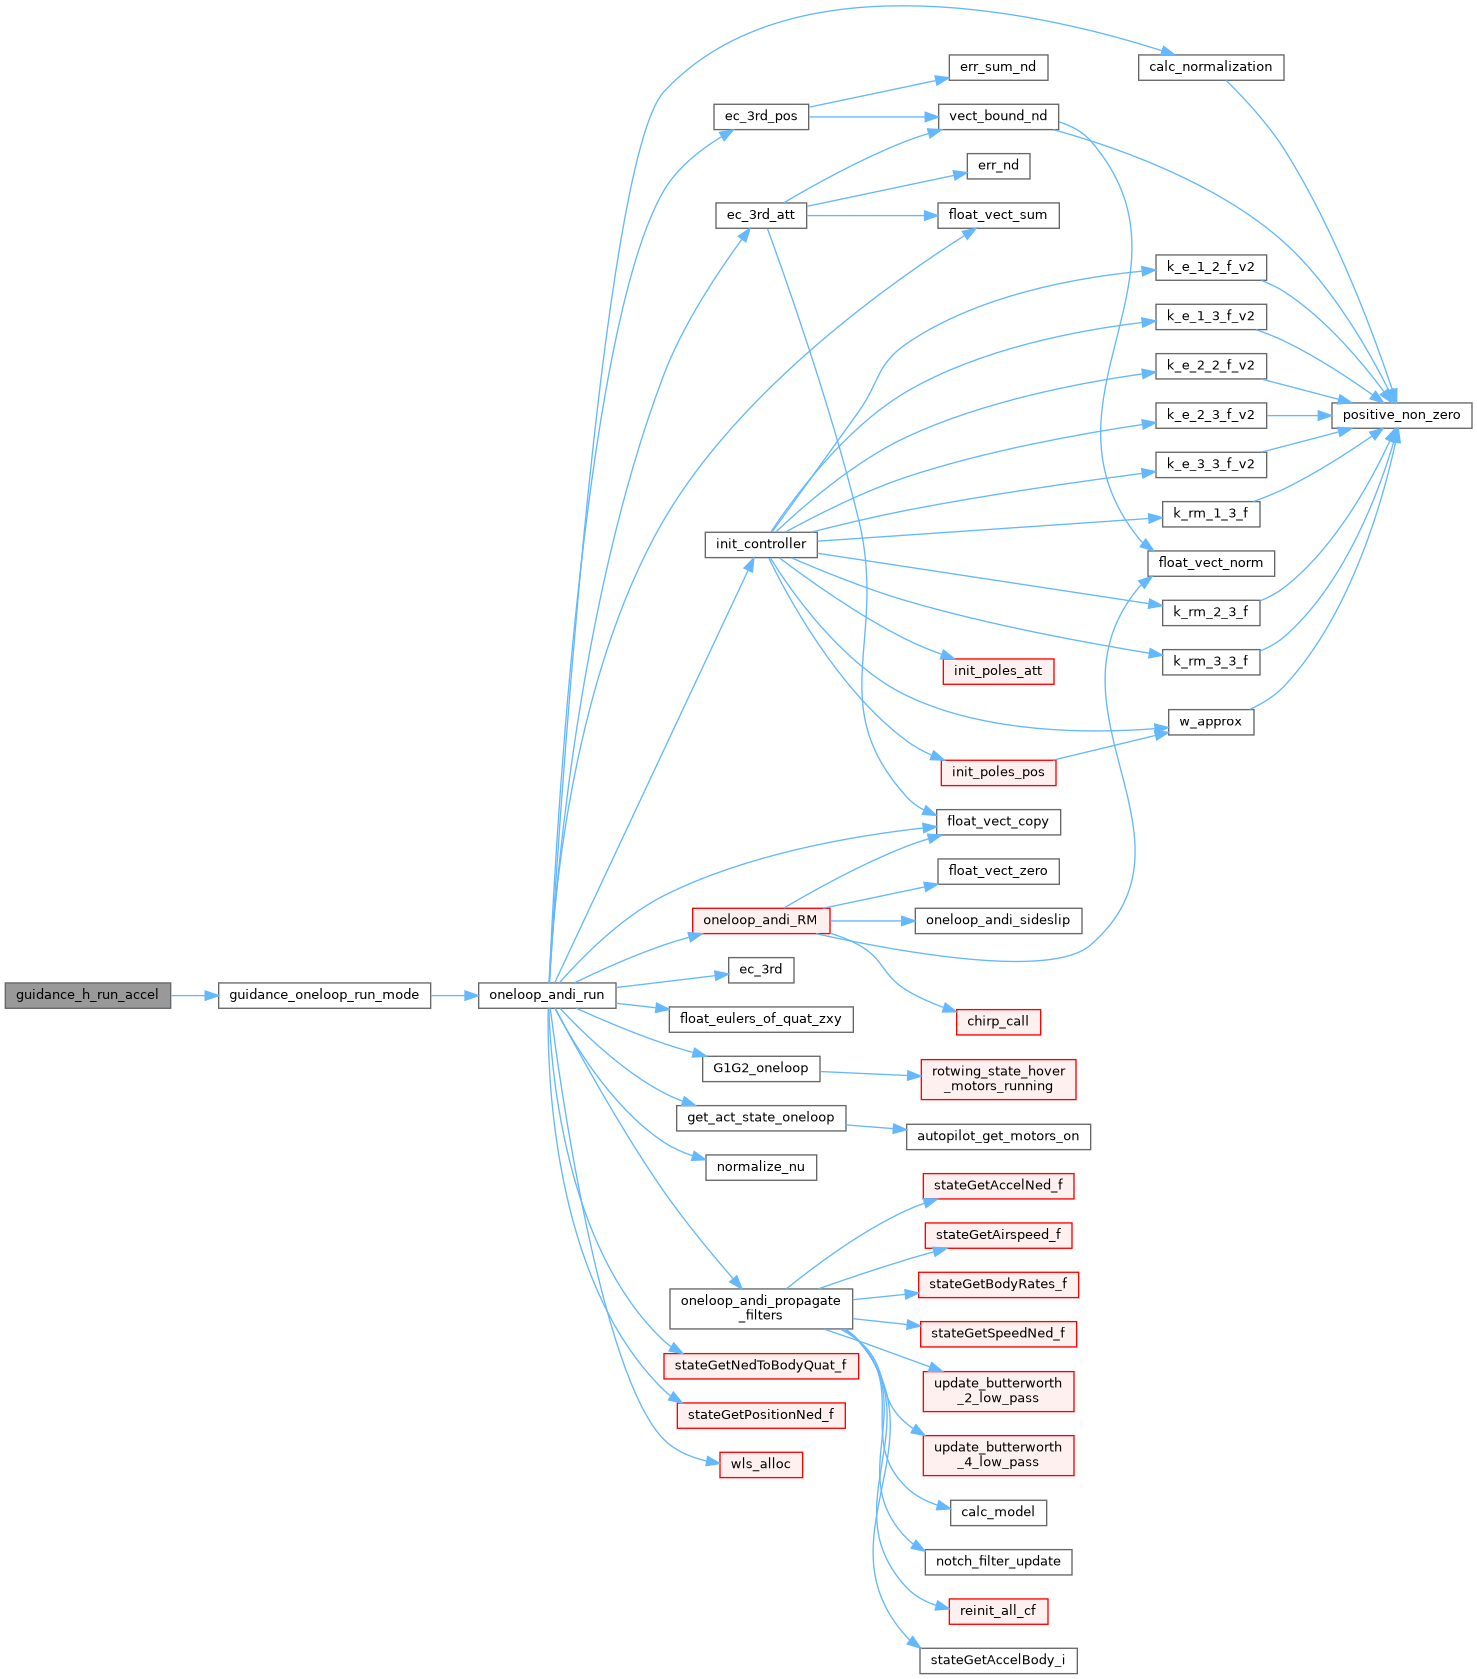 calc_normalization
err_sum_nd
ec_3rd_pos
vect_bound_nd
err_nd
ec_3rd_att
float_vect_sum
k_e_1_2_f_v2
k_e_1_3_f_v2
k_e_2_2_f_v2
k_e_2_3_f_v2
positive_non_zero
k_e_3_3_f_v2
k_rm_1_3_f
init_controller
float_vect_norm
k_rm_2_3_f
k_rm_3_3_f
init_poles_att
w_approx
init_poles_pos
float_vect_copy
float_vect_zero
oneloop_andi_RM
oneloop_andi_sideslip
ec_3rd
guidance_h_run_accel
guidance_oneloop_run_mode
oneloop_andi_run
float_eulers_of_quat_zxy
chirp_call
G1G2_oneloop
rotwing_state_hover
_motors_running
get_act_state_oneloop
autopilot_get_motors_on
normalize_nu
stateGetAccelNed_f
stateGetAirspeed_f
stateGetBodyRates_f
oneloop_andi_propagate
_filters
stateGetSpeedNed_f
stateGetNedToBodyQuat_f
update_butterworth
_2_low_pass
stateGetPositionNed_f
update_butterworth
_4_low_pass
wls_alloc
calc_model
notch_filter_update
reinit_all_cf
stateGetAccelBody_i